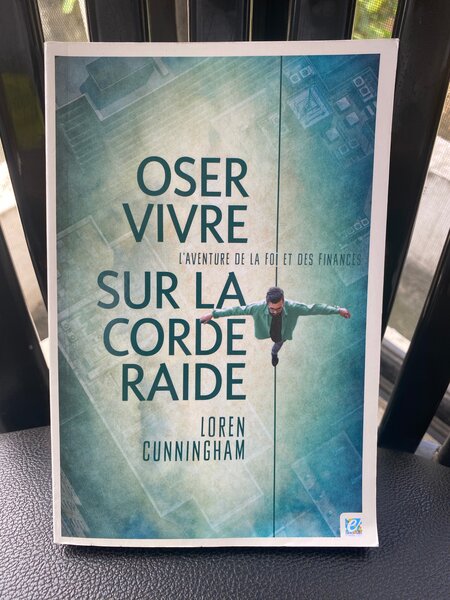 OSER
VIVRE
L'AVENTURE DE LA FOI ET DES FINANCES
SUR LA
CORDE
RAIDE
LOREN
CUNNINGHAM